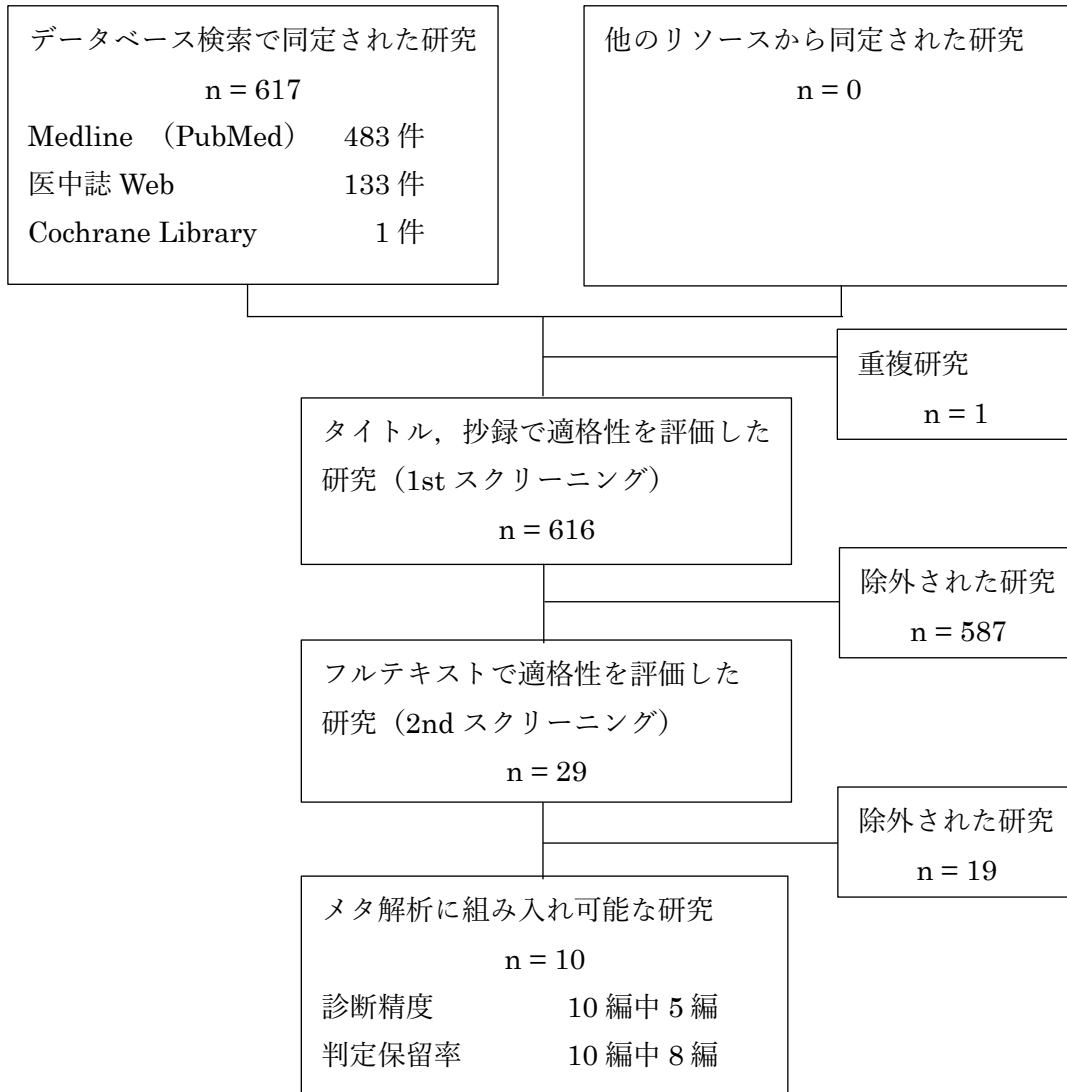 データベース検索で同定された研究
n = 617
Medline （PubMed） 483 件
医中誌 Web 133 件
Cochrane Library 1 件
他のリソースから同定された研究
n = 0
重複研究
n = 1
タイトル，抄録で適格性を評価した
研究（1st スクリーニング）
n = 616
除外された研究
n = 587
フルテキストで適格性を評価した
研究（2nd スクリーニング）
n = 29
除外された研究
n = 19
メタ解析に組み入れ可能な研究
n = 10
診断精度 10 編中 5 編
判定保留率 10 編中 8 編